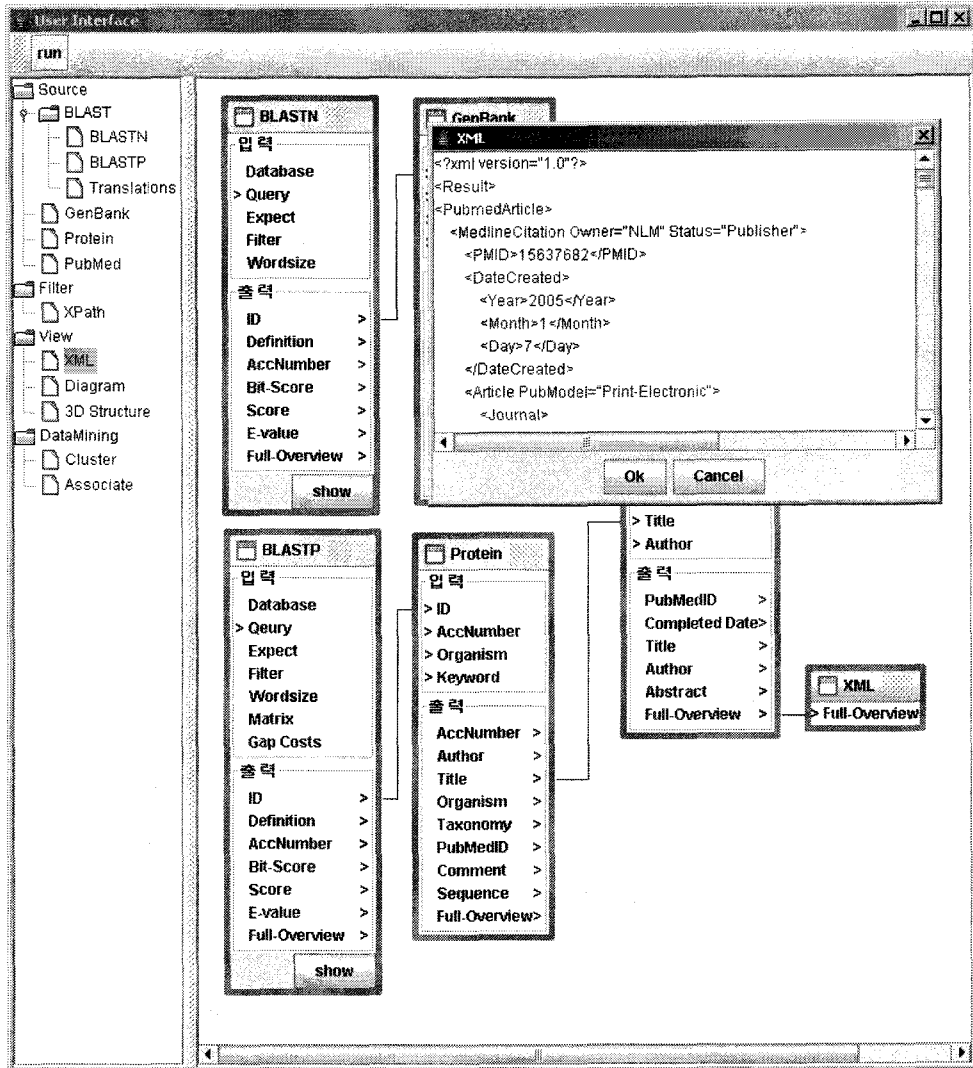 User Interface
run
Source
BLAST
BLASTN
BLASTP
Translations
GenBank
Protein
PubMed
Filter
XPath
View
XML
Diagram
3D Structure
DataMining
Cluster
Associate
BLASTN
입력
Database
> Query
Expect
Filter
Wordsize
출력
ID >
Definition >
AccNumber >
Bit-Score >
Score >
E-value >
Full-Overview >
show
GenBank
XML
<?xml version="1.0"?>
<Result>
<PubmedArticle>
<MedlineCitation Owner="NLM" Status="Publisher">
<PMID>15637682</PMID>
<DateCreated>
<Year>2005</Year>
<Month>1</Month>
<Day>7</Day>
</DateCreated>
<Article PubModel="Print-Electronic">
<Journal>
Ok
Cancel
BLASTP
입력
Database
> Qeury
Expect
Filter
Wordsize
Matrix
Gap Costs
출력
ID >
Definition >
AccNumber >
Bit-Score >
Score >
E-value >
Full-Overview >
show
Protein
입력
> ID
> AccNumber
> Organism
> Keyword
출력
AccNumber >
Author >
Title >
Organism >
Taxonomy >
PubMedID >
Comment >
Sequence >
Full-Overview>
> Title
> Author
출력
PubMedID >
Completed Date>
Title >
Author >
Abstract >
Full-Overview >
XML
> Full-Overview